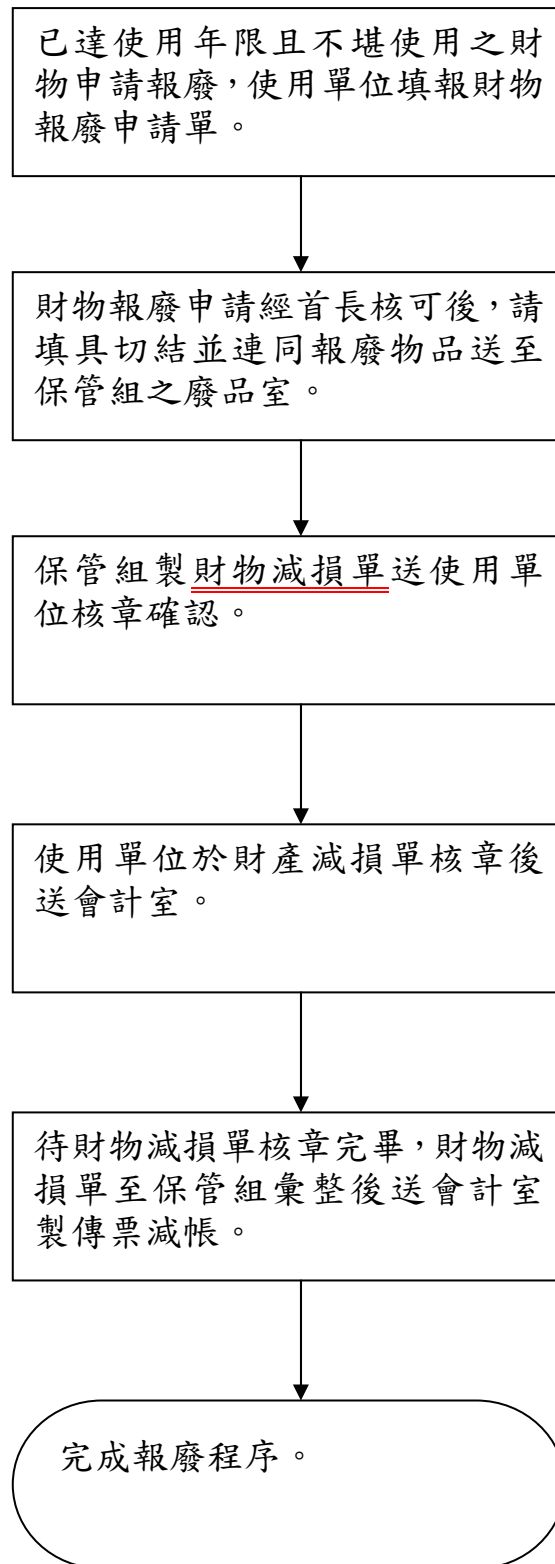 已達使用年限且不堪使用之財
物申請報廢，使用單位填報財物
報廢申請單。
財物報廢申請經首長核可後，請
填具切結並連同報廢物品送至
保管組之廢品室。
保管組製財物減損單送使用單
位核章確認。
使用單位於財產減損單核章後
送會計室。
待財物減損單核章完畢，財物減
損單至保管組彙整後送會計室
製傳票減帳。
完成報廢程序。